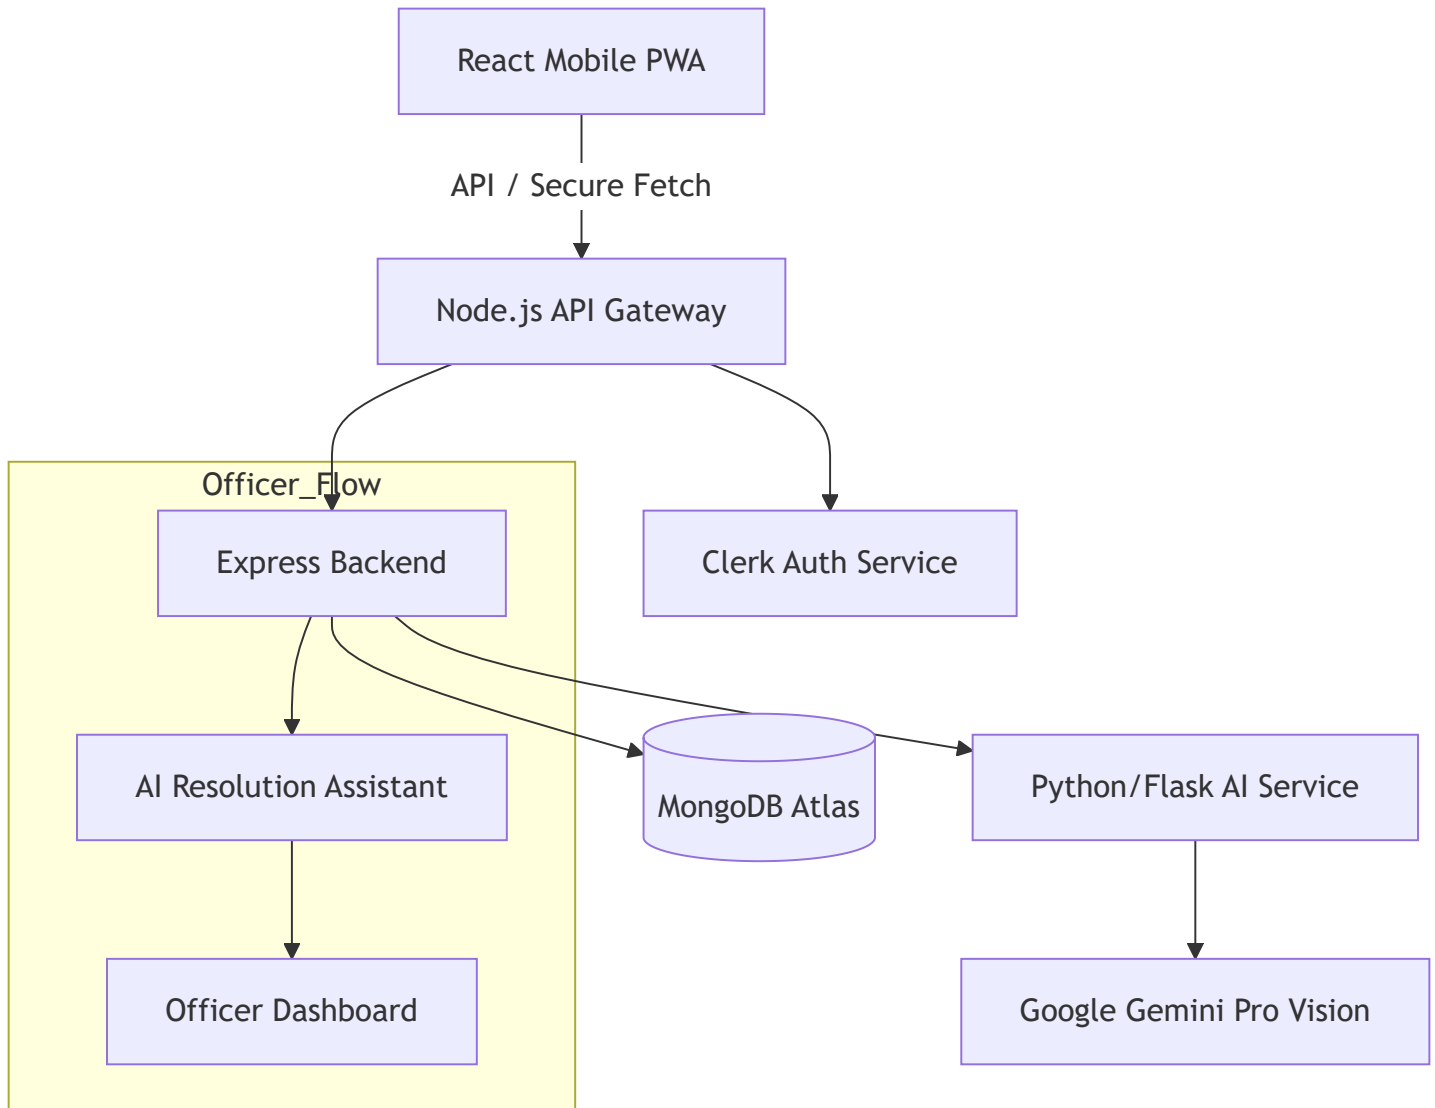 React Mobile PWA
API / Secure Fetch
Node.js API Gateway
Officer_Flow
Express Backend
Clerk Auth Service
AI Resolution Assistant
MongoDB Atlas
Python/Flask AI Service
Officer Dashboard
Google Gemini Pro Vision